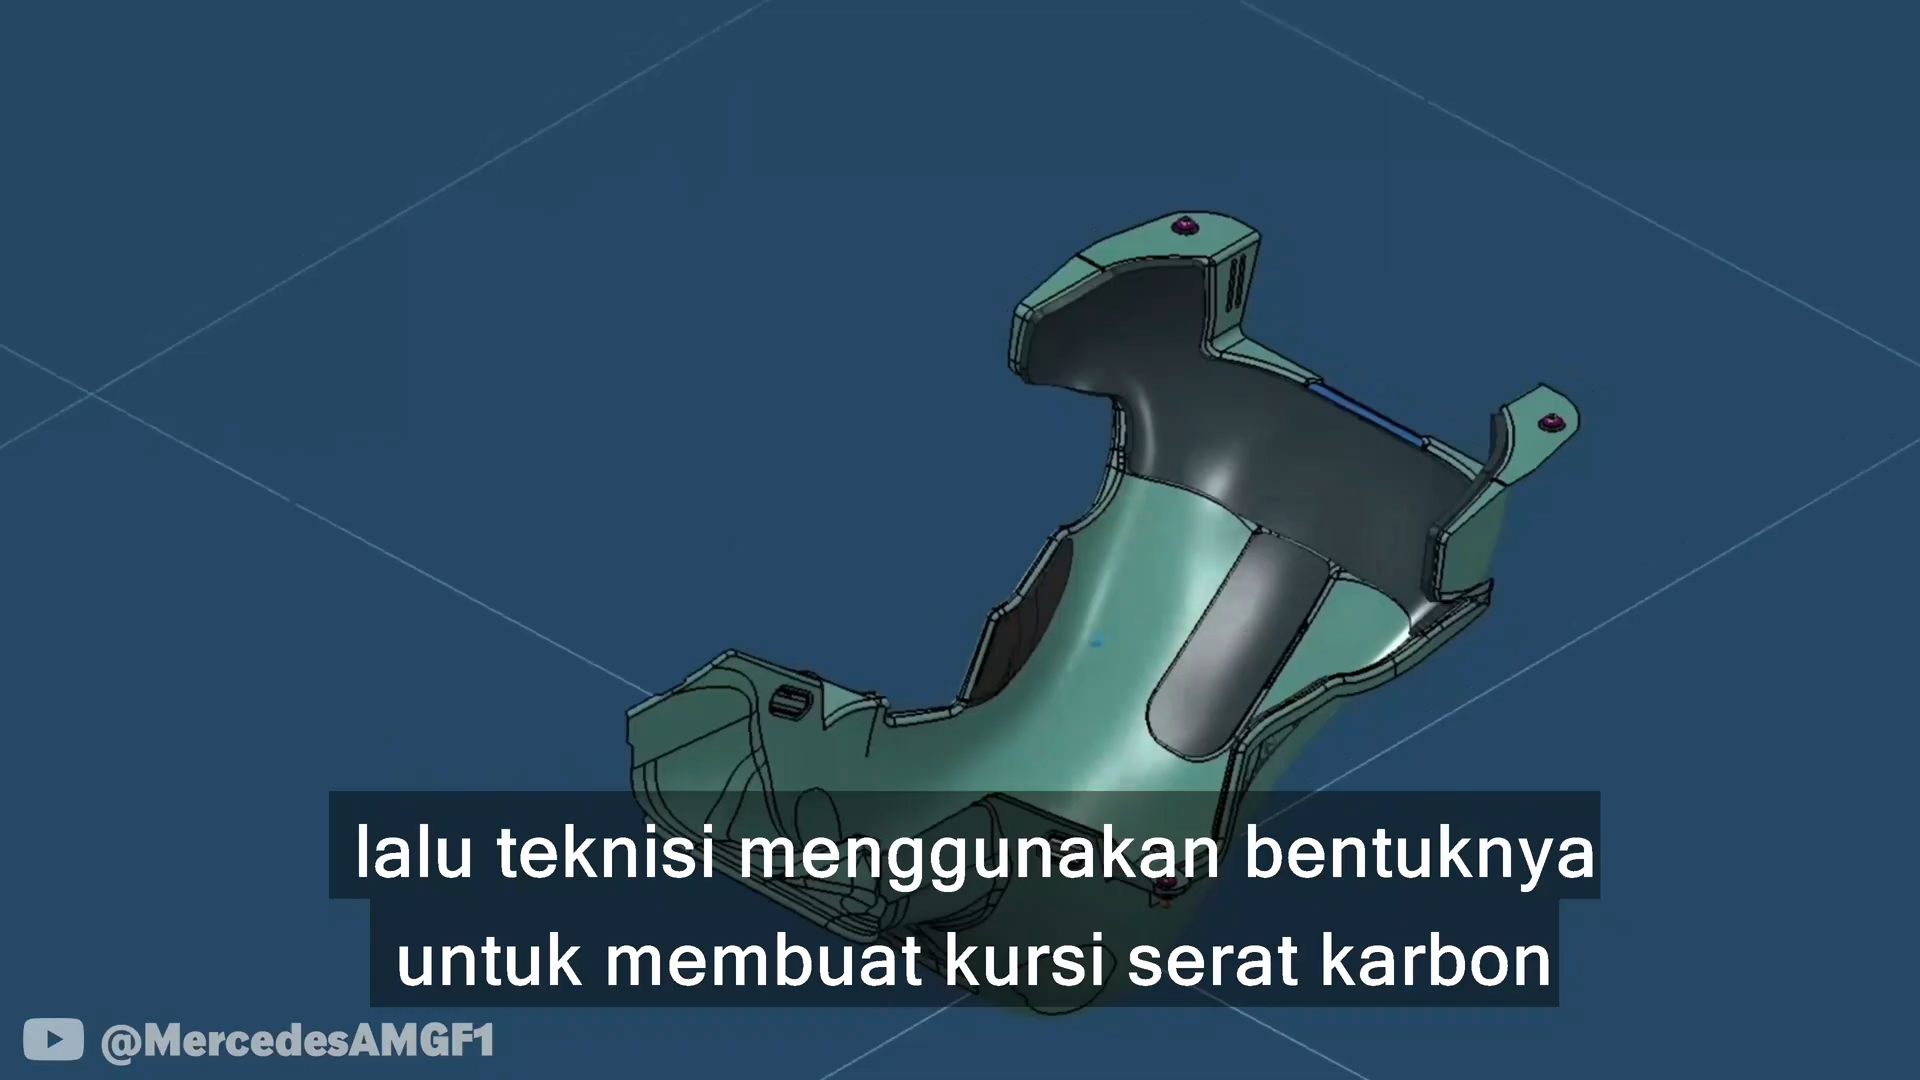 lalu teknisi menggunakan bentuknya
untuk membuat kursi serat karbon
@MercedesAMGF1